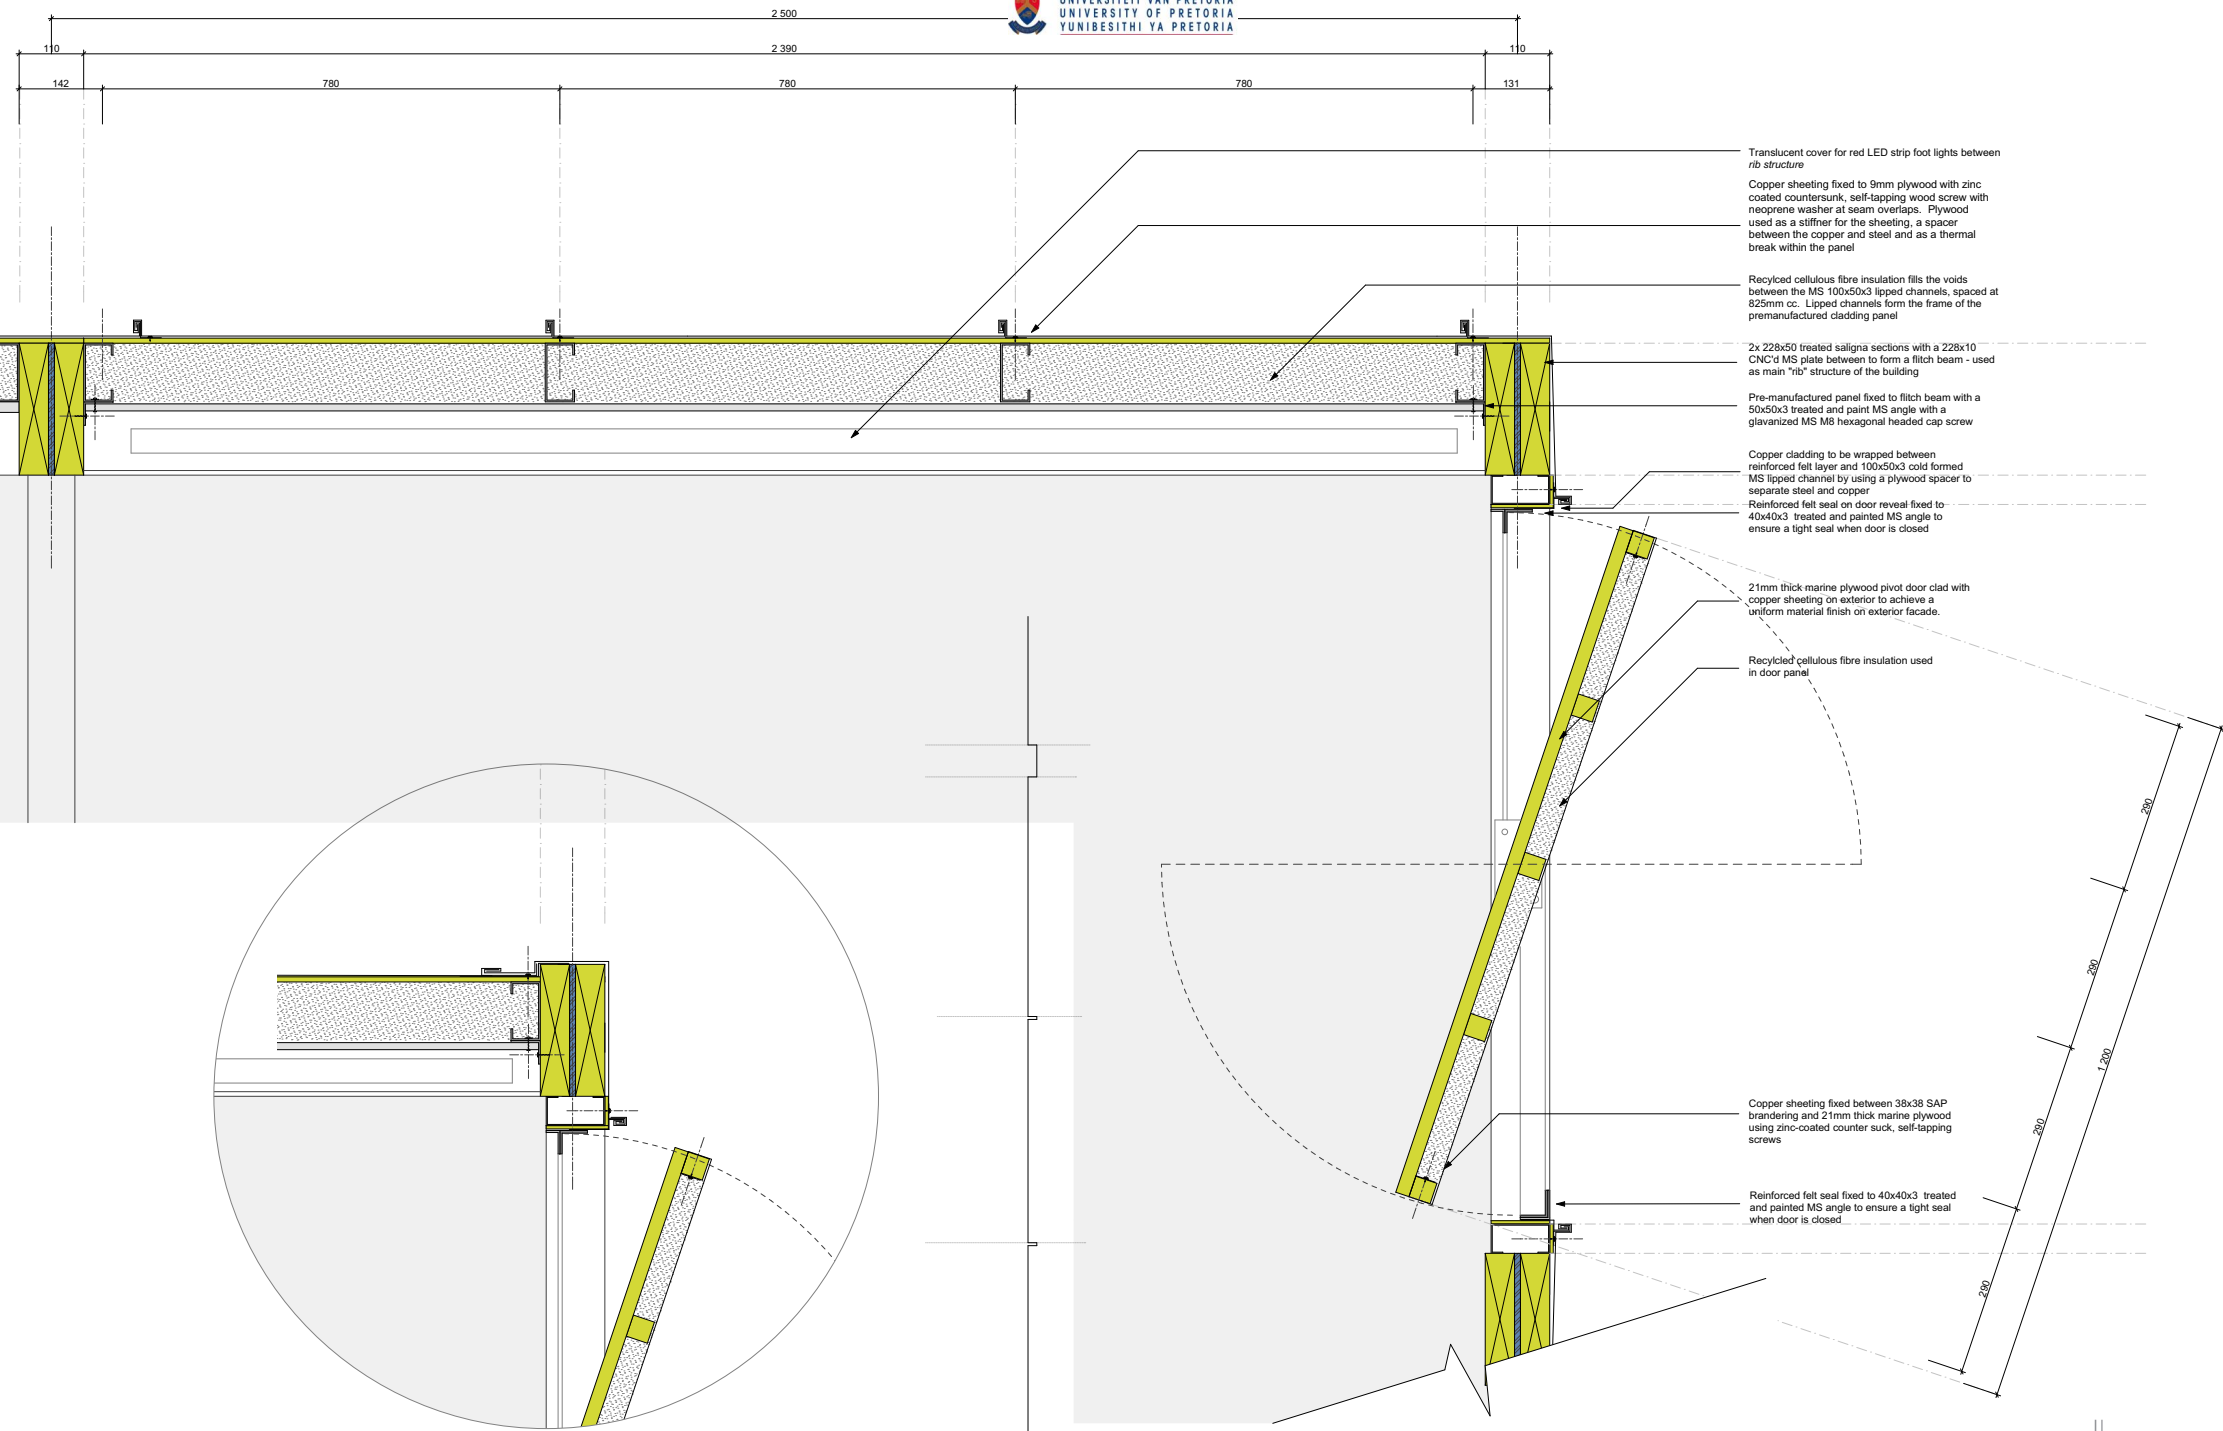 UNIVERSITEIT VAN PRETORIA
UNIVERSITY OF PRETORIA
YUNIBESITHI YA PRETORIA
2 500
110
2 390
110
142
780
780
780
131
Translucent cover for red LED strip foot lights between
rib structure
Copper sheeting fixed to 9mm plywood with zinc
coated countersunk, self-tapping wood screw with
neoprene washer at seam overlaps. Plywood
used as a stiffner for the sheeting, a spacer
between the copper and steel and as a thermal
break within the panel
Recylced cellulous fibre insulation fills the voids
between the MS 100x50x3 lipped channels, spaced at
825mm cc. Lipped channels form the frame of the
premanufactured cladding panel
2x 228x50 treated saligna sections with a 228x10
CNC'd MS plate between to form a flitch beam - used
as main "rib" structure of the building
Pre-manufactured panel fixed to flitch beam with a
50x50x3 treated and paint MS angle with a
glavanized MS M8 hexagonal headed cap screw
Copper cladding to be wrapped between
reinforced felt layer and 100x50x3 cold formed
MS lipped channel by using a plywood spacer to
separate steel and copper
Reinforced felt seal on door reveal fixed to
40x40x3 treated and painted MS angle to
ensure a tight seal when door is closed
21mm thick marine plywood pivot door clad with
copper sheeting on exterior to achieve a
uniform material finish on exterior facade.
Recylcled cellulous fibre insulation used
in door panel
290
290
1 200
290
290
Copper sheeting fixed between 38x38 SAP
brandering and 21mm thick marine plywood
using zinc-coated counter suck, self-tapping
screws
Reinforced felt seal fixed to 40x40x3 treated
and painted MS angle to ensure a tight seal
when door is closed